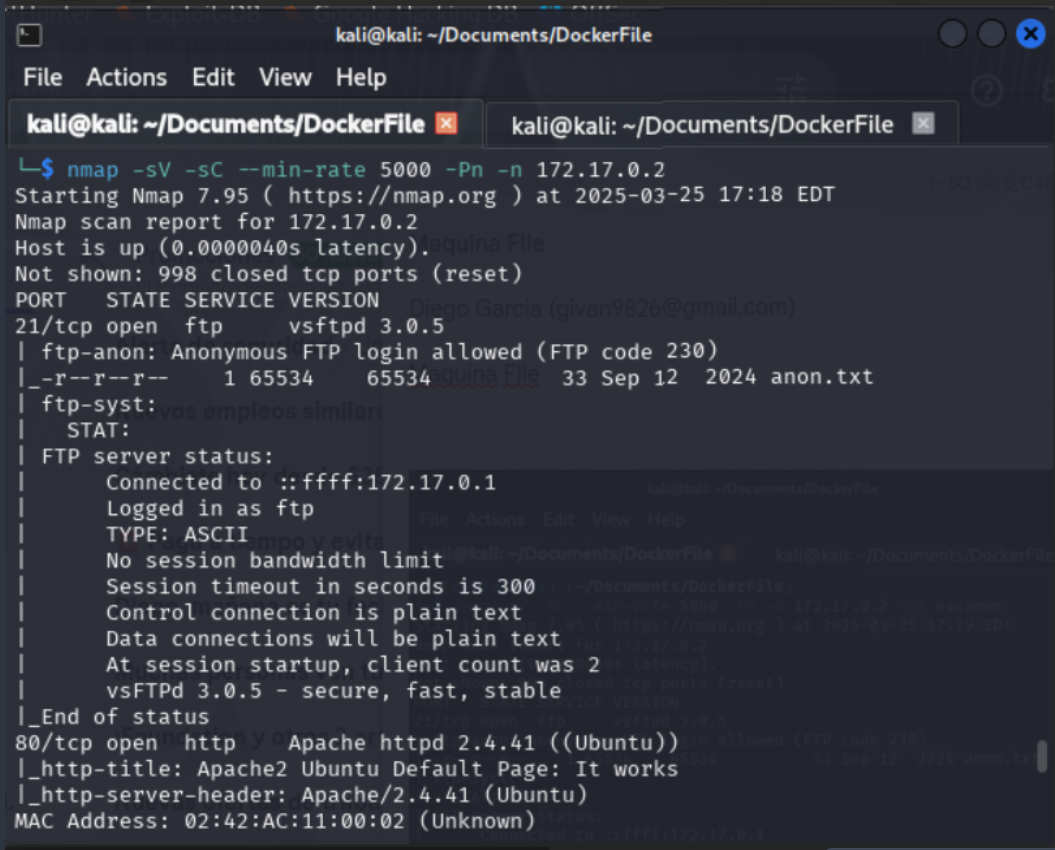 kali@kali: ~/Documents/DockerFile
File Actions Edit View Help
kali@kali: ~/Documents/DockerFile
kali@kali: ~/Documents/DockerFile
└─$ nmap -sV -sC --min-rate 5000 -Pn -n 172.17.0.2
Starting Nmap 7.95 ( https://nmap.org ) at 2025-03-25 17:18 EDT
Nmap scan report for 172.17.0.2
Host is up (0.0000040s latency).
Not shown: 998 closed tcp ports (reset)
PORT   STATE SERVICE VERSION
21/tcp open  ftp     vsftpd 3.0.5
| ftp-anon: Anonymous FTP login allowed (FTP code 230)
|_-r--r--r--    1 65534    65534          33 Sep 12  2024 anon.txt
| ftp-syst:
|   STAT:
| FTP server status:
|      Connected to ::ffff:172.17.0.1
|      Logged in as ftp
|      TYPE: ASCII
|      No session bandwidth limit
|      Session timeout in seconds is 300
|      Control connection is plain text
|      Data connections will be plain text
|      At session startup, client count was 2
|      vsFTPd 3.0.5 - secure, fast, stable
|_End of status
80/tcp open  http    Apache httpd 2.4.41 ((Ubuntu))
|_http-title: Apache2 Ubuntu Default Page: It works
|_http-server-header: Apache/2.4.41 (Ubuntu)
MAC Address: 02:42:AC:11:00:02 (Unknown)
Maquina File
Diego García (givan9826@gmail.com)
Maquina FIle